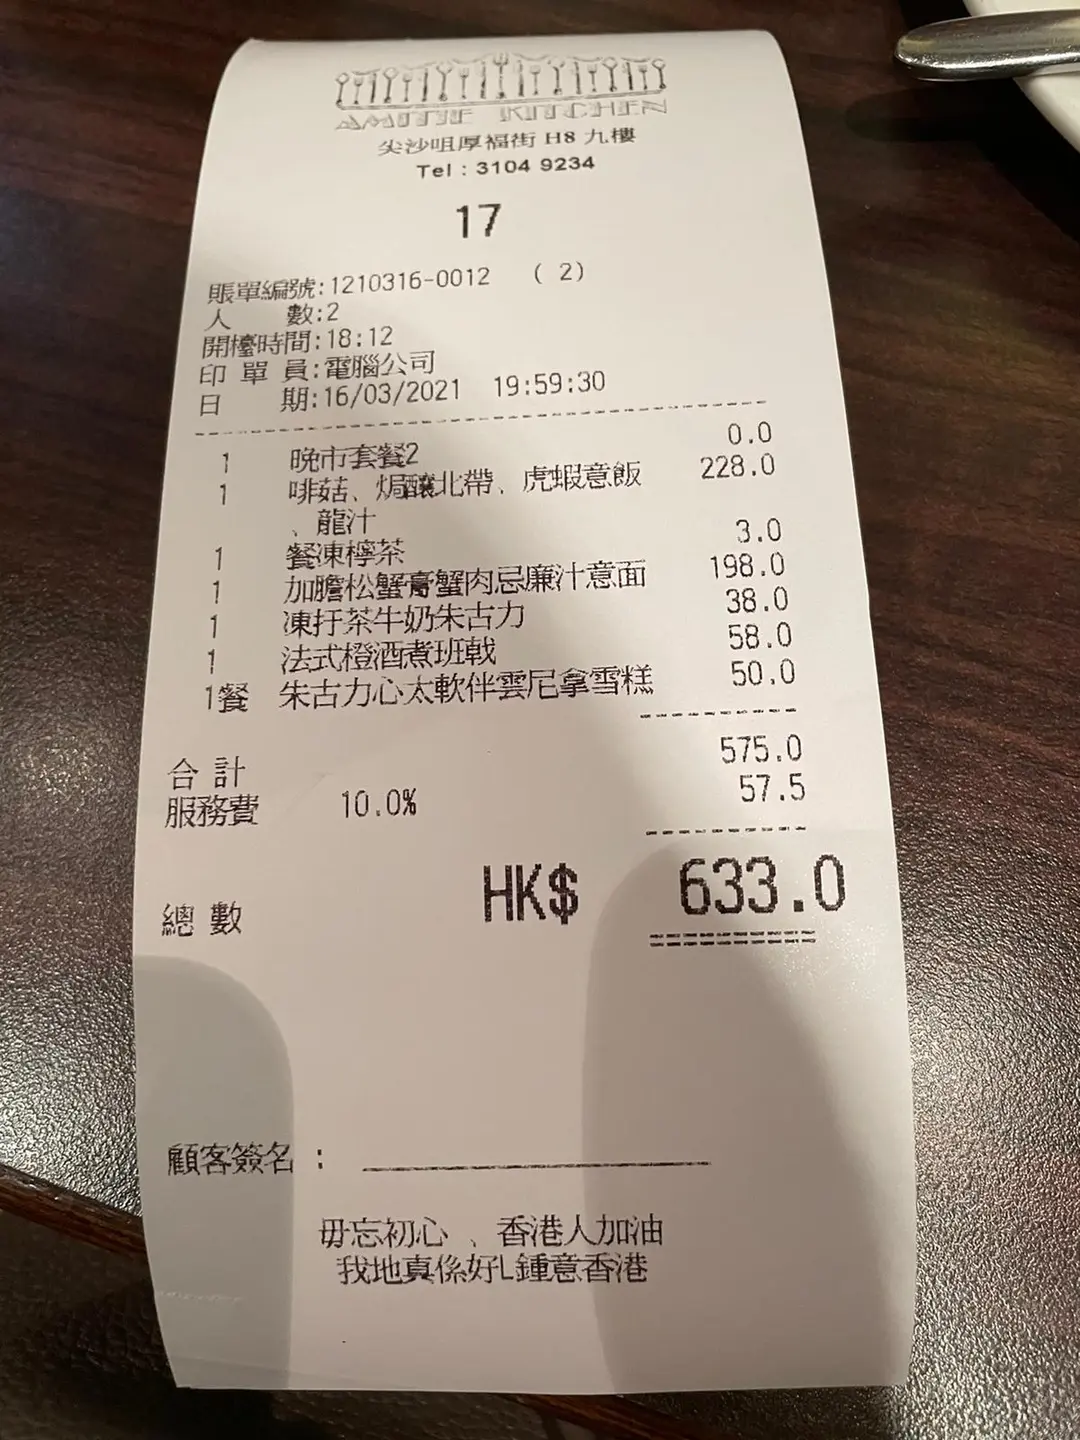 AMITIE KITCHEN
尖沙咀厚福街 H8 九樓
Tel : 3104 9234
17
賬單編號:1210316-0012 ( 2)
人 數:2
開檯時間:18:12
印 單 員:電腦公司
日 期:16/03/2021 19:59:30
1 晚市套餐2 0.0
1 啡菇、焗釀北帶、虎蝦意飯 228.0
、龍汁
1 餐凍檸茶 3.0
1 加膽松蟹膏蟹肉忌廉汁意面 198.0
1 凍抒茶牛奶朱古力 38.0
1 法式橙酒煮班戟 58.0
1餐 朱古力心太軟伴雲尼拿雪糕 50.0
合 計 575.0
服務費 10.0% 57.5
總 數 HK$ 633.0
顧客簽名 :
毋忘初心 、香港人加油
我地真係好L鍾意香港